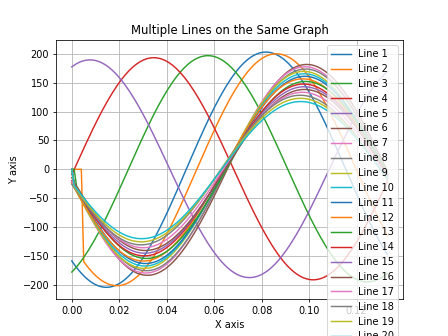 Multiple Lines on the Same Graph
200
150
100
50
0
−50
−100
−150
−200
Y axis
0.00
0.02
0.04
0.06
0.08
0.10
X axis
Line 1
Line 2
Line 3
Line 4
Line 5
Line 6
Line 7
Line 8
Line 9
Line 10
Line 11
Line 12
Line 13
Line 14
Line 15
Line 16
Line 17
Line 18
Line 19
Line 20